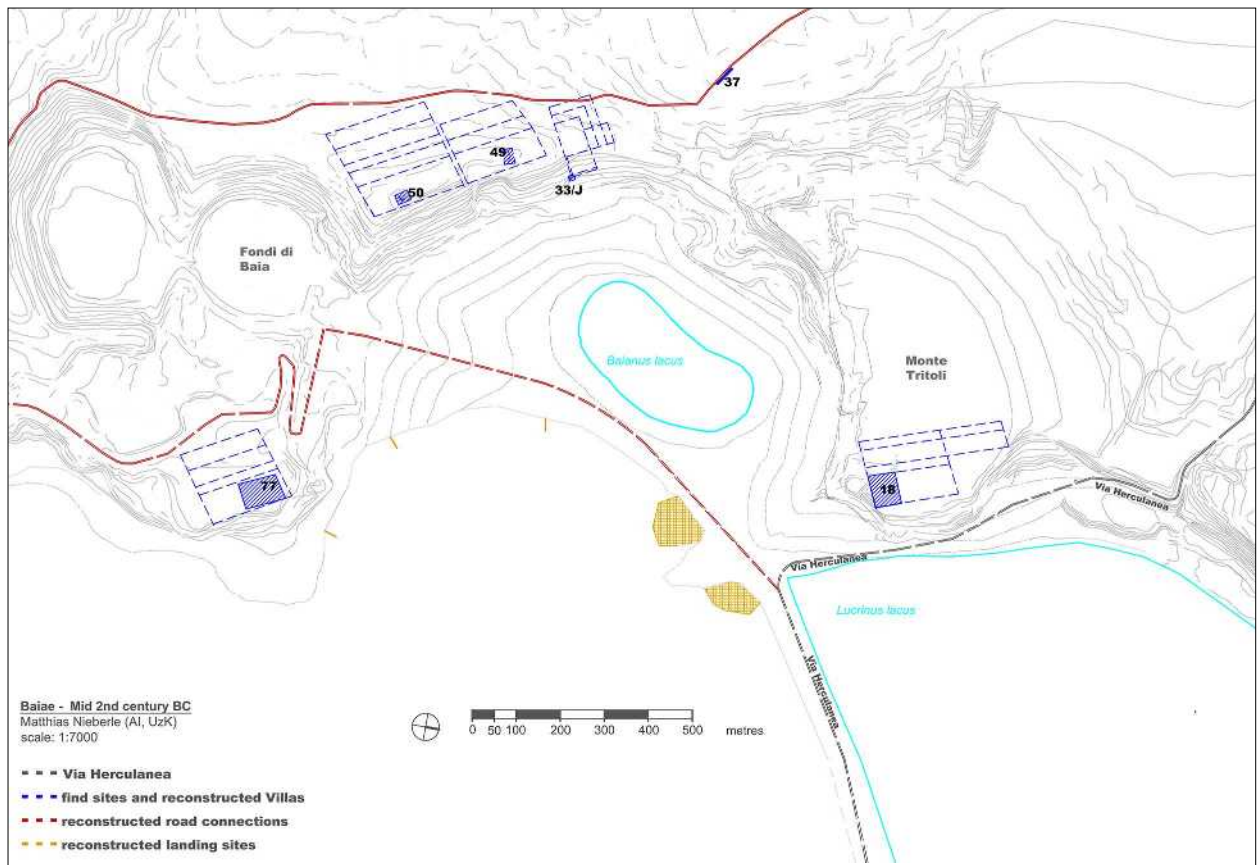 37
49
50
33/J
Fondi di
Baia
Baianus lacus
Monte
Tritoli
77
18
Via Herculanea
Via Herculanea
Lucrinus lacus
Via Herculanea
Baiae - Mid 2nd century BC
Matthias Nieberle (AI, UzK)
scale: 1:7000
0 50 100 200 300 400 500 metres
Via Herculanea
find sites and reconstructed Villas
reconstructed road connections
reconstructed landing sites